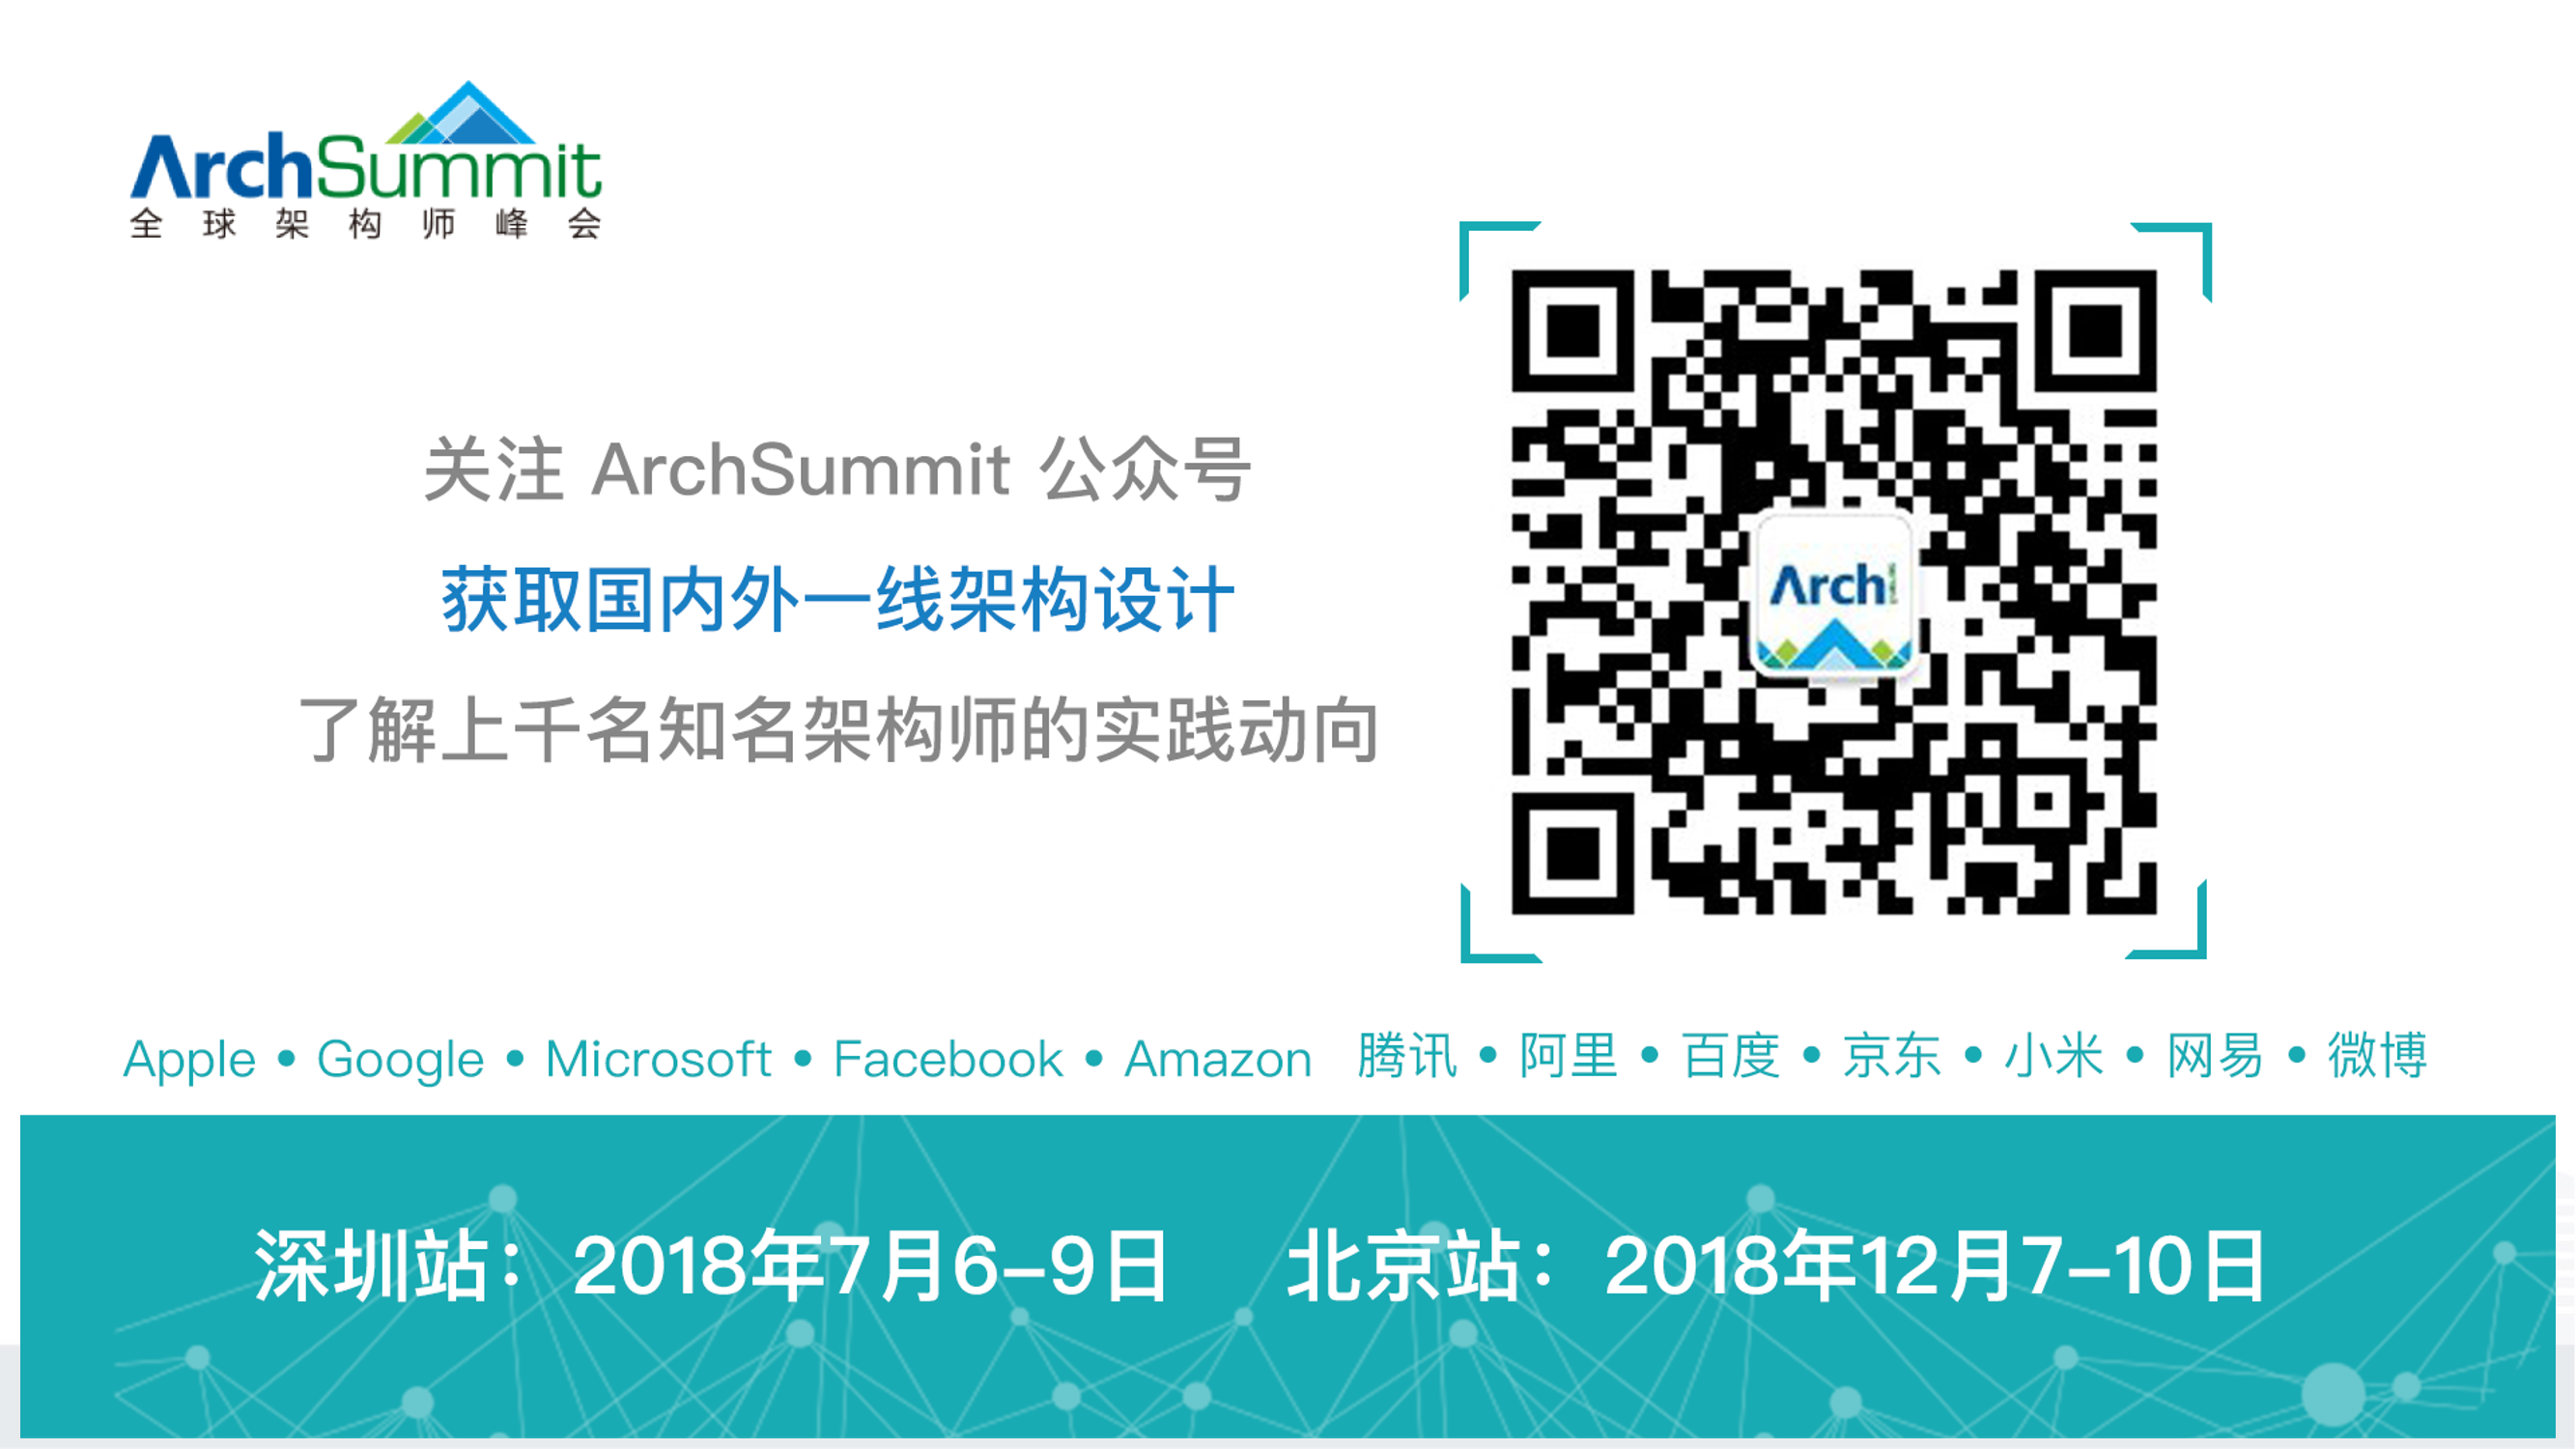 ArchSummit
全球架构师峰会
关注 ArchSummit 公众号
获取国内外一线架构设计
了解上千名知名架构师的实践动向
Arch
Apple • Google • Microsoft • Facebook • Amazon 腾讯 • 阿里 • 百度 • 京东 • 小米 • 网易 • 微博
深圳站：2018年7月6-9日 北京站：2018年12月7-10日